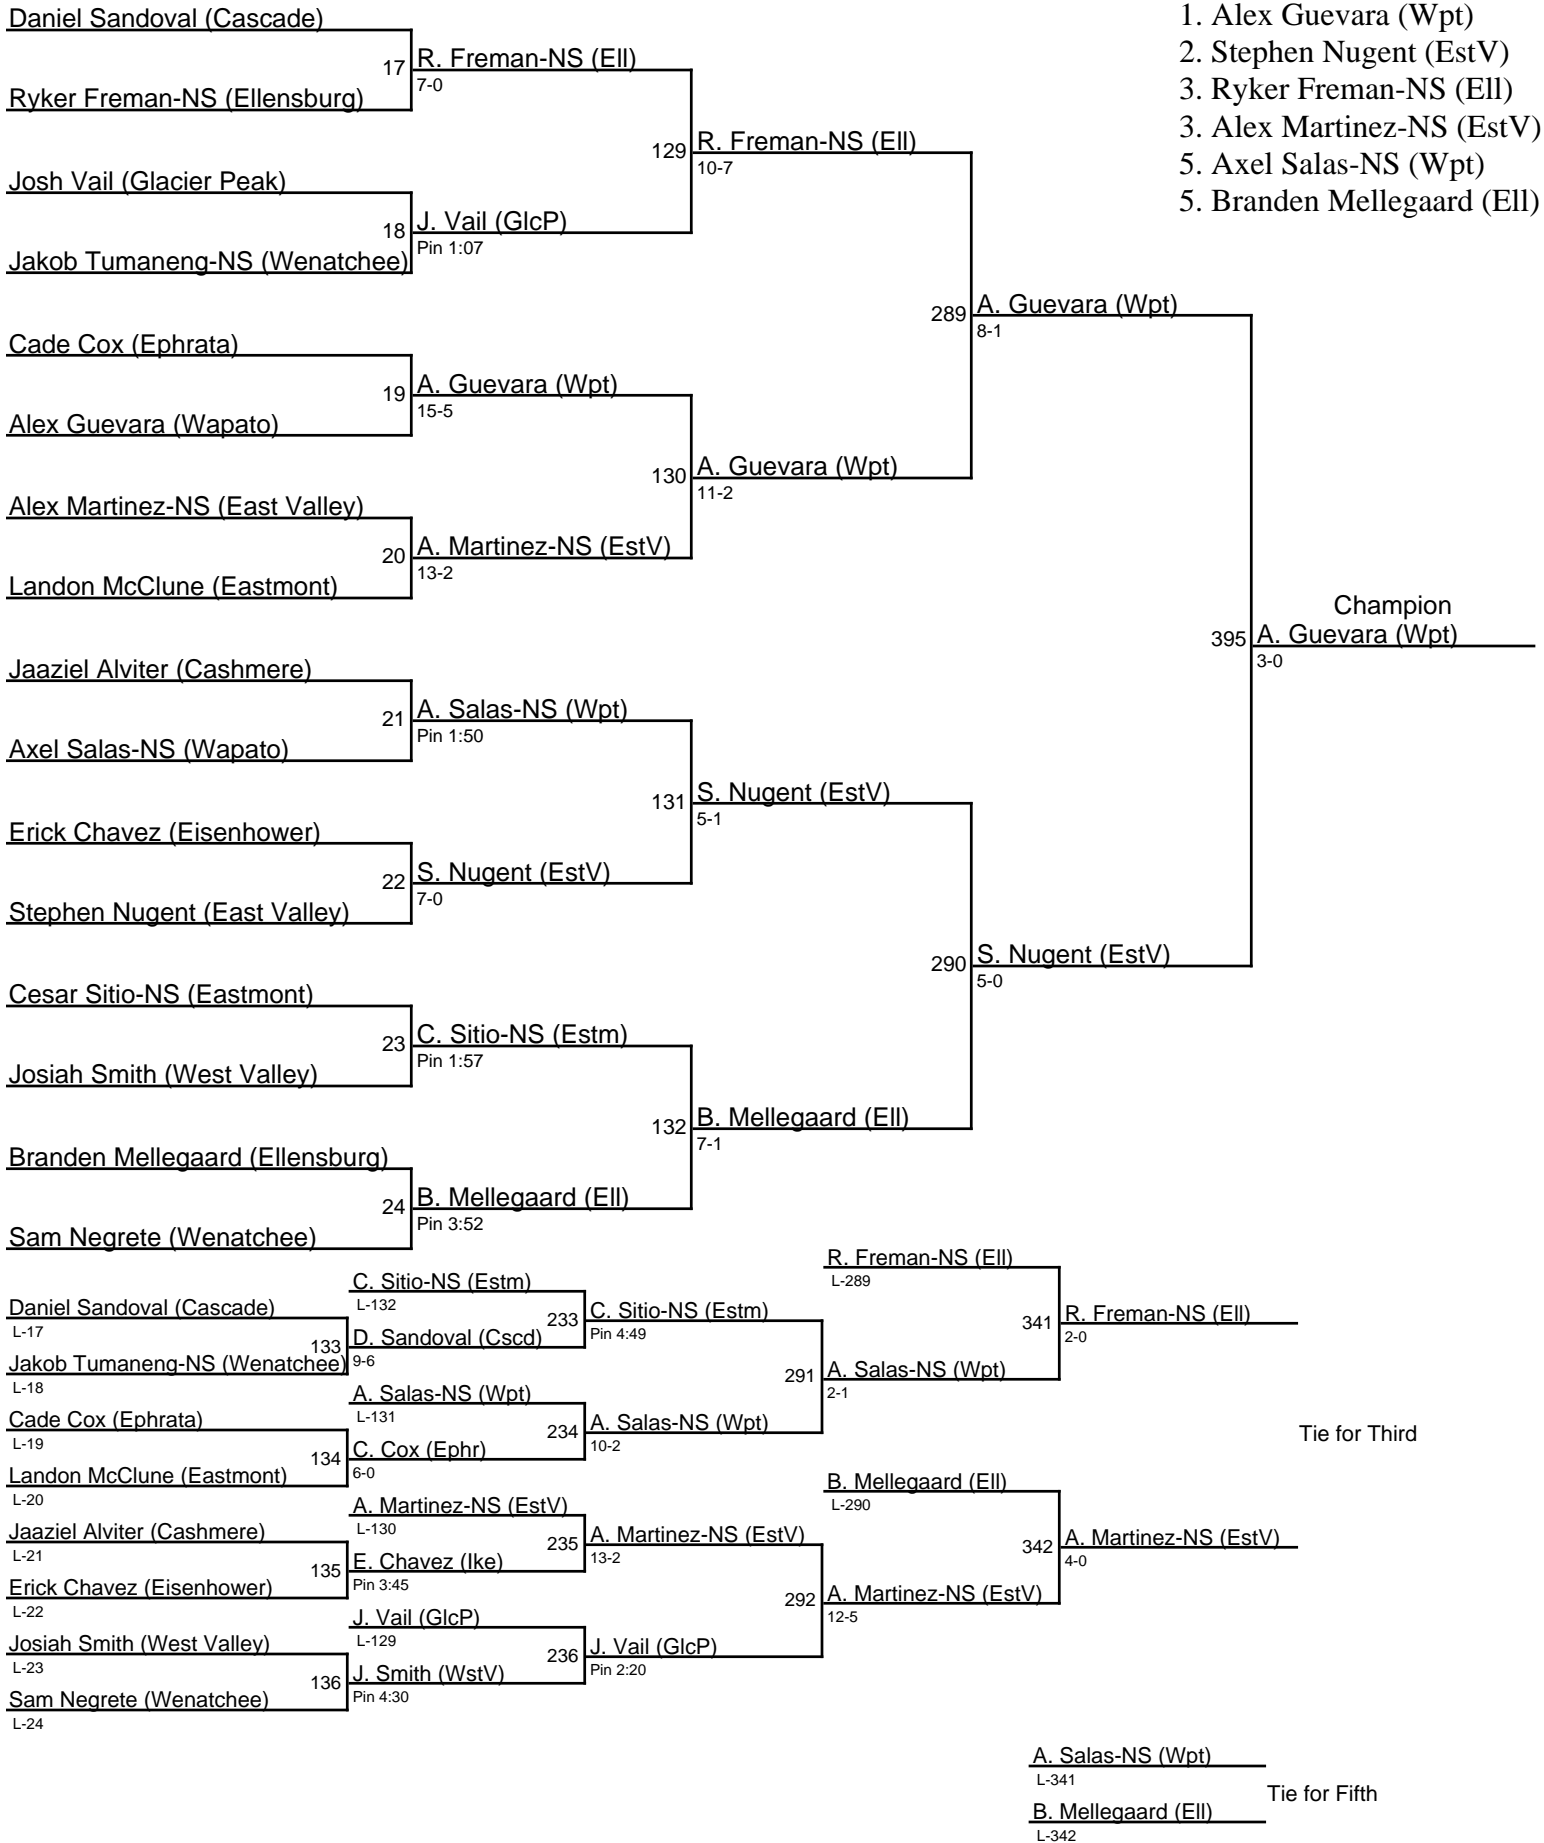 Daniel Sandoval (Cascade)
17
R. Freman-NS (Ell)
7-0
Ryker Freman-NS (Ellensburg)
129
R. Freman-NS (Ell)
10-7
Josh Vail (Glacier Peak)
18
J. Vail (GlcP)
Pin 1:07
Jakob Tumaneng-NS (Wenatchee)
289
A. Guevara (Wpt)
8-1
Cade Cox (Ephrata)
19
A. Guevara (Wpt)
15-5
Alex Guevara (Wapato)
130
A. Guevara (Wpt)
11-2
Alex Martinez-NS (East Valley)
20
A. Martinez-NS (EstV)
13-2
Landon McClune (Eastmont)
Champion
395
A. Guevara (Wpt)
3-0
Jaaziel Alviter (Cashmere)
21
A. Salas-NS (Wpt)
Pin 1:50
Axel Salas-NS (Wapato)
131
S. Nugent (EstV)
5-1
Erick Chavez (Eisenhower)
22
S. Nugent (EstV)
7-0
Stephen Nugent (East Valley)
290
S. Nugent (EstV)
5-0
Cesar Sitio-NS (Eastmont)
23
C. Sitio-NS (Estm)
Pin 1:57
Josiah Smith (West Valley)
132
B. Mellegaard (Ell)
7-1
Branden Mellegaard (Ellensburg)
24
B. Mellegaard (Ell)
Pin 3:52
Sam Negrete (Wenatchee)
1. Alex Guevara (Wpt)
2. Stephen Nugent (EstV)
3. Ryker Freman-NS (Ell)
3. Alex Martinez-NS (EstV)
5. Axel Salas-NS (Wpt)
5. Branden Mellegaard (Ell)
Daniel Sandoval (Cascade)
L-17
133
Jakob Tumaneng-NS (Wenatchee)
L-18
C. Sitio-NS (Estm)
L-132
233
D. Sandoval (Cscd)
9-6
C. Sitio-NS (Estm)
Pin 4:49
Cade Cox (Ephrata)
L-19
134
Landon McClune (Eastmont)
L-20
A. Salas-NS (Wpt)
L-131
234
C. Cox (Ephr)
6-0
A. Salas-NS (Wpt)
10-2
291
A. Salas-NS (Wpt)
2-1
R. Freman-NS (Ell)
L-289
341
R. Freman-NS (Ell)
2-0
Tie for Third
Jaaziel Alviter (Cashmere)
L-21
135
Erick Chavez (Eisenhower)
L-22
A. Martinez-NS (EstV)
L-130
235
E. Chavez (Ike)
Pin 3:45
A. Martinez-NS (EstV)
13-2
Josiah Smith (West Valley)
L-23
136
Sam Negrete (Wenatchee)
L-24
J. Vail (GlcP)
L-129
236
J. Smith (WstV)
Pin 4:30
J. Vail (GlcP)
Pin 2:20
292
A. Martinez-NS (EstV)
12-5
B. Mellegaard (Ell)
L-290
342
A. Martinez-NS (EstV)
4-0
A. Salas-NS (Wpt)
L-341
Tie for Fifth
B. Mellegaard (Ell)
L-342